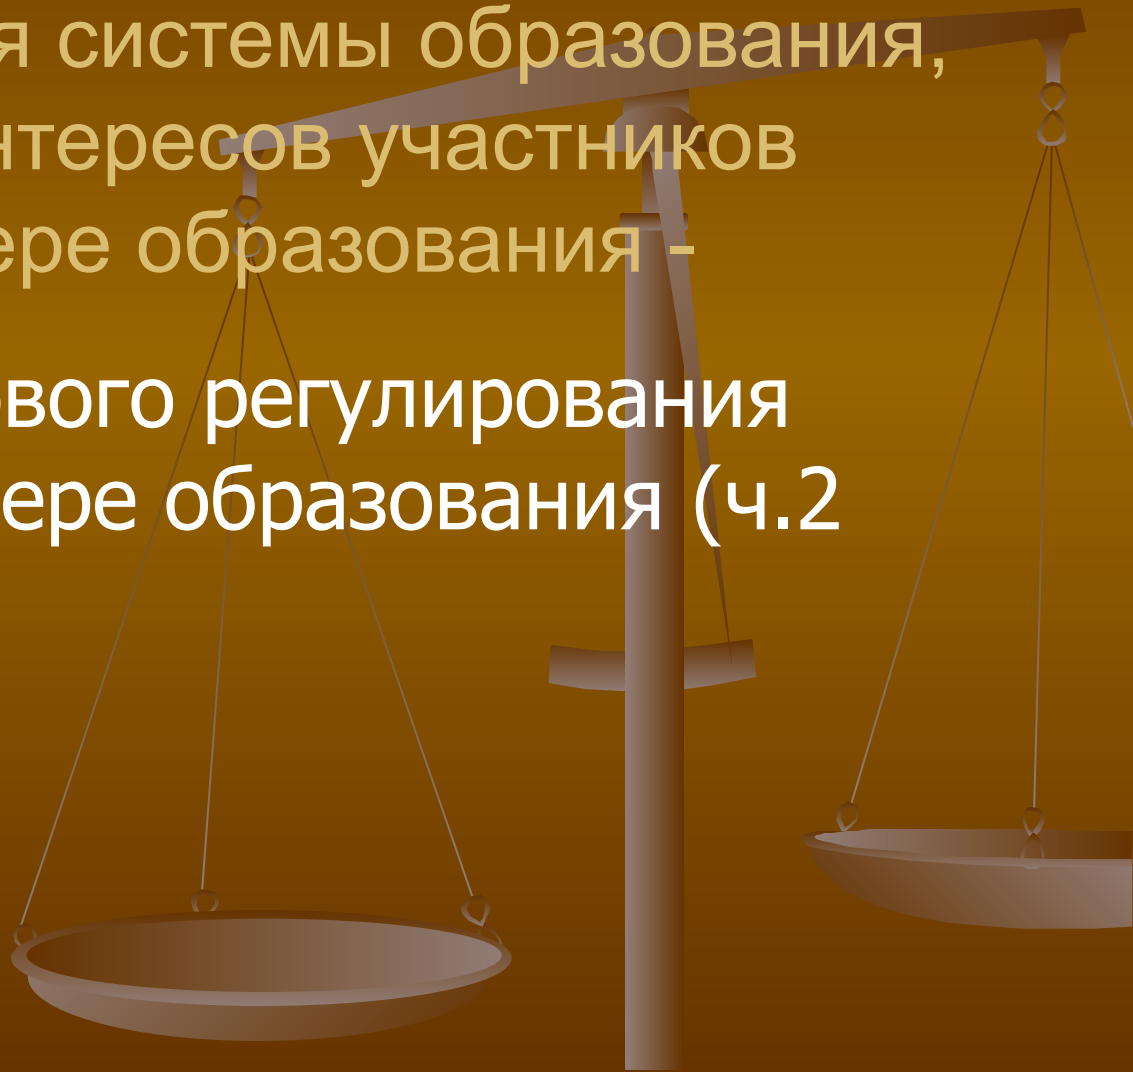 я системы образования,
нтересов участников
ере образования -
вого регулирования
ере образования (ч.2